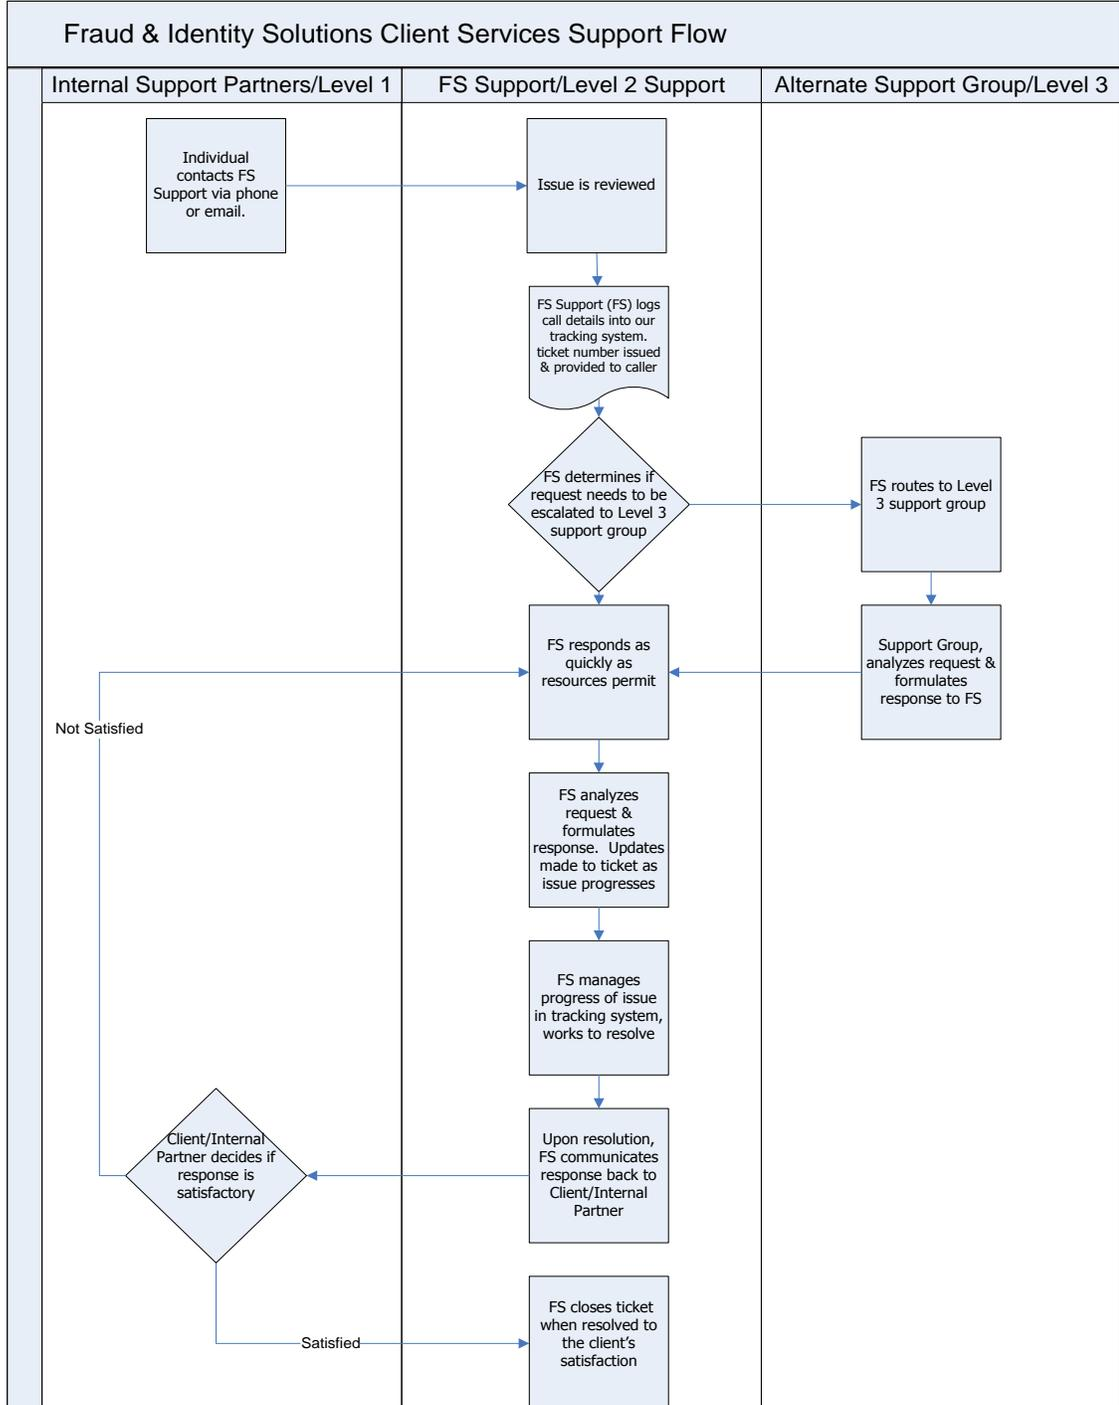 Fraud & Identity Solutions Client Services Support Flow
Internal Support Partners/Level 1
FS Support/Level 2 Support
Alternate Support Group/Level 3
Individual
contacts FS
Support via phone
or email.
Issue is reviewed
FS Support (FS) logs
call details into our
tracking system.
ticket number issued
& provided to caller
FS determines if
request needs to be
escalated to Level 3
support group
FS routes to Level
3 support group
FS responds as
quickly as
resources permit
Support Group,
analyzes request &
formulates
response to FS
Not Satisfied
FS analyzes
request &
formulates
response.  Updates
made to ticket as
issue progresses
FS manages
progress of issue
in tracking system,
works to resolve
Client/Internal
Partner decides if
response is
satisfactory
Upon resolution,
FS communicates
response back to
Client/Internal
Partner
Satisfied
FS closes ticket
when resolved to
the client’s
satisfaction